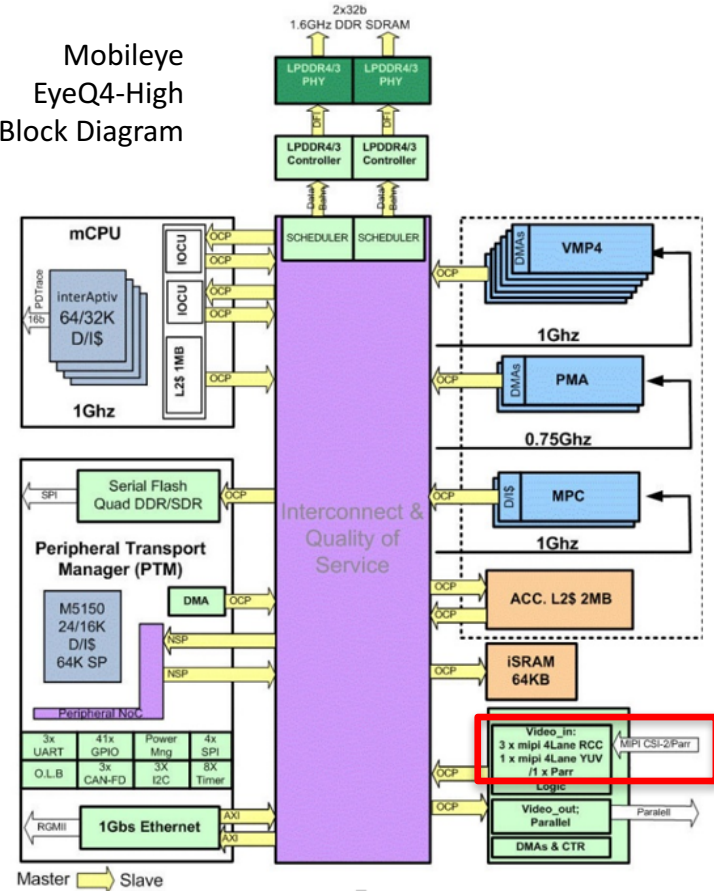 2x32b
1.6GHz DDR SDRAM
Mobileye
EyeQ4-High
Block Diagram
LPDDR4/3
PHY
LPDDR4/3
PHY
DFI
DFI
LPDDR4/3
Controller
LPDDR4/3
Controller
Data
Bahn
Data
Bahn
SCHEDULER
SCHEDULER
mCPU
PDTrace
16b
interAptiv
64/32K
D/I$
1Ghz
IOCU
IOCU
L2$ 1MB
OCP
OCP
OCP
OCP
OCP
Interconnect &
Quality of
Service
OCP
DMAs
VMP4
1Ghz
OCP
DMAs
PMA
0.75Ghz
OCP
D/I$
MPC
1Ghz
OCP
OCP
ACC. L2$ 2MB
OCP
iSRAM
64KB
SPI
Serial Flash
Quad DDR/SDR
OCP
Peripheral Transport
Manager (PTM)
M5150
24/16K
D/I$
64K SP
DMA
OCP
NSP
NSP
Peripheral NoC
3x
UART
41x
GPIO
Power
Mng
4x
SPI
O.L.B
3x
CAN-FD
3X
I2C
8X
Timer
RGMII
1Gbs Ethernet
AXI
AXI
OCP
Video_in:
3 x mipi 4Lane RCC
1 x mipi 4Lane YUV
/1 x Parr
Logic
MIPI CSI-2/Parr
OCP
Video_out;
Parallel
Paralell
DMAs & CTR
Master
Slave